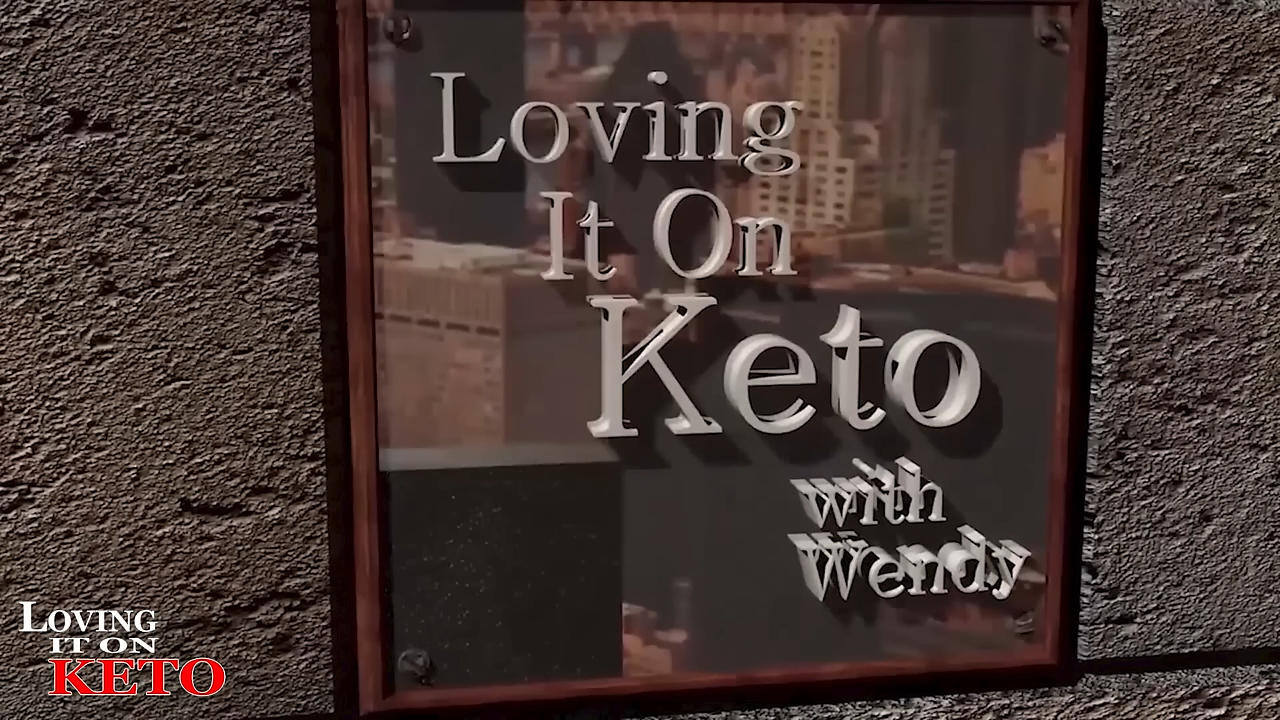 Loving
It On
Keto
with
Wendy
LOVING
IT ON
KETO